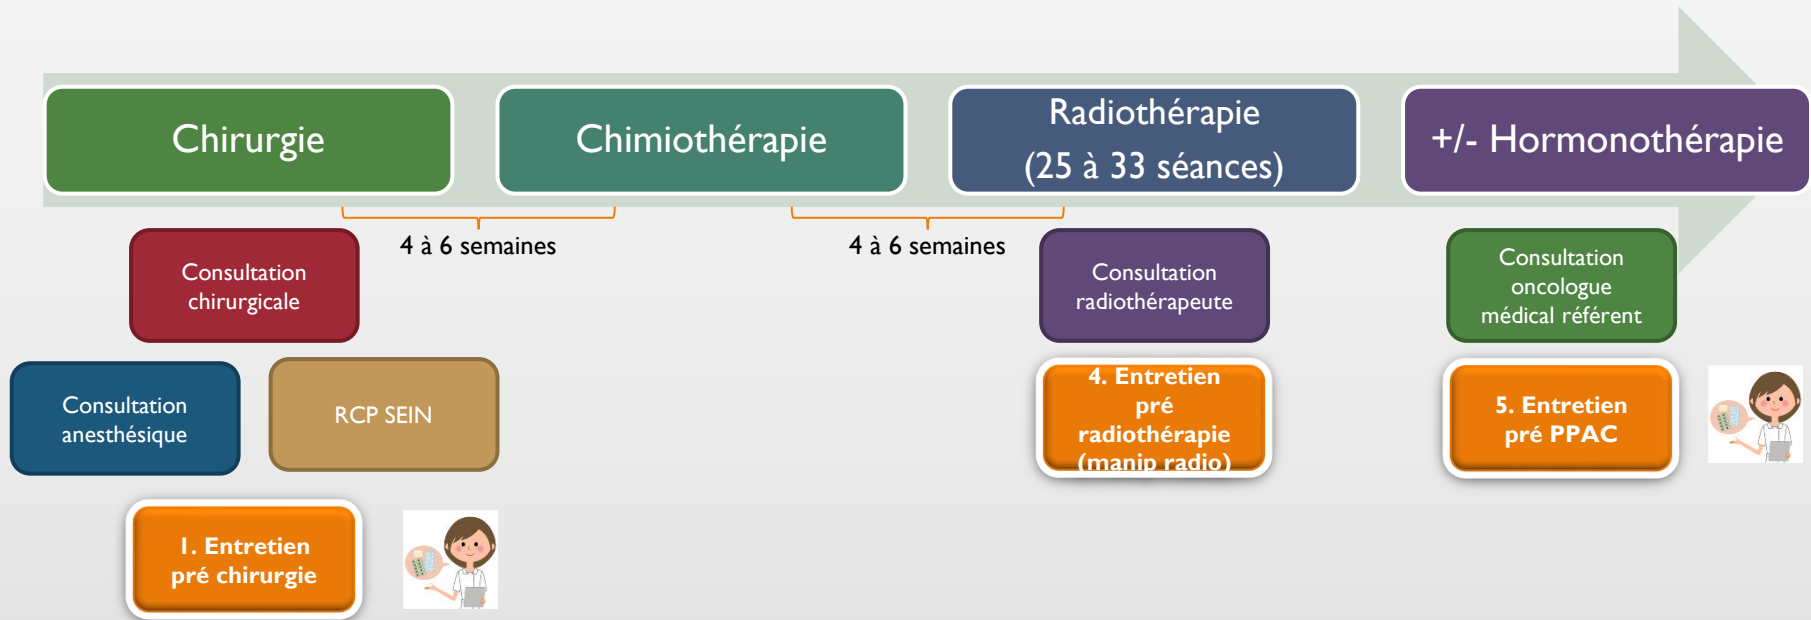 Chirurgie
Chimiothérapie
Radiothérapie
(25 à 33 séances)
+/- Hormonothérapie
4 à 6 semaines
4 à 6 semaines
Consultation
chirurgicale
Consultation
radiothérapeute
Consultation
oncologue
médical référent
Consultation
anesthésique
RCP SEIN
4. Entretien
pré
radiothérapie
(manip radio)
5. Entretien
pré PPAC
1. Entretien
pré chirurgie